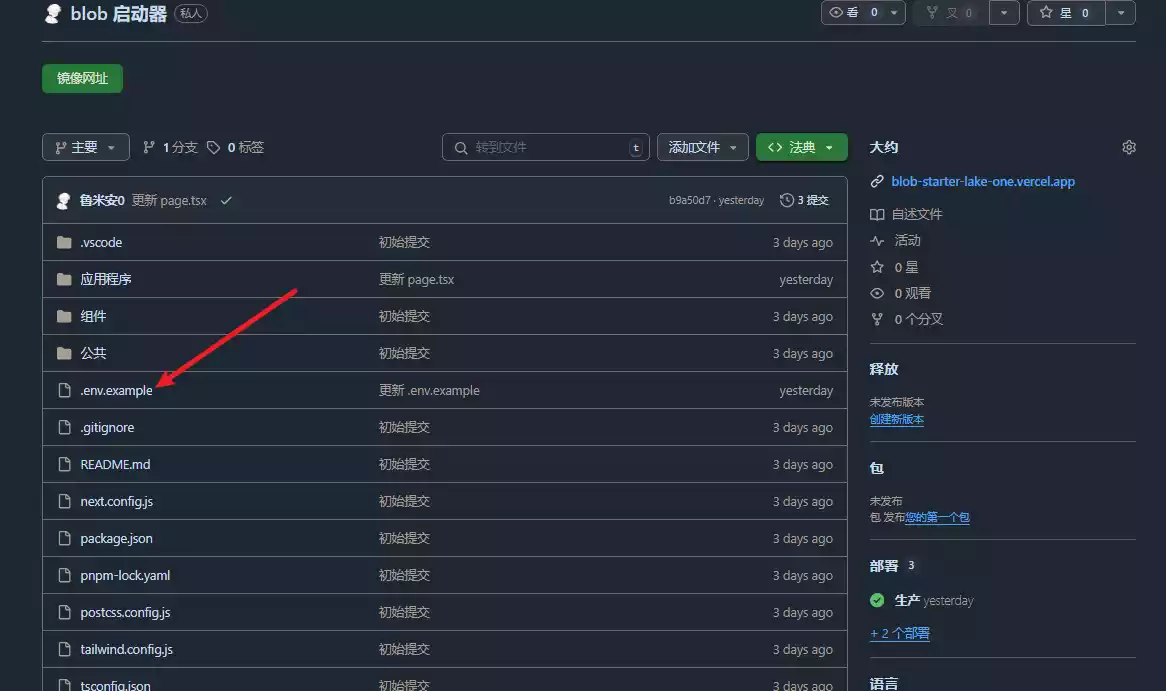 blob 启动器 私人
看 0
叉 0
星 0
镜像网址
主要
1 分支
0 标签
转到文件 t
添加文件
<> 法典
鲁米安0 更新 page.tsx
b9a50d7 · yesterday
3 提交
.vscode 初始提交 3 days ago
应用程序 更新 page.tsx yesterday
组件 初始提交 3 days ago
公共 初始提交 3 days ago
.env.example 更新 .env.example yesterday
.gitignore 初始提交 3 days ago
README.md 初始提交 3 days ago
next.config.js 初始提交 3 days ago
package.json 初始提交 3 days ago
pnpm-lock.yaml 初始提交 3 days ago
postcss.config.js 初始提交 3 days ago
tailwind.config.js 初始提交 3 days ago
tsconfig.json 初始提交 3 days ago
大约
blob-starter-lake-one.vercel.app
自述文件
活动
0 星
0 观看
0 个分叉
释放
未发布版本
创建新版本
包
未发布
包 发布您的第一个包
部署 3
生产 yesterday
+ 2 个部署
语言